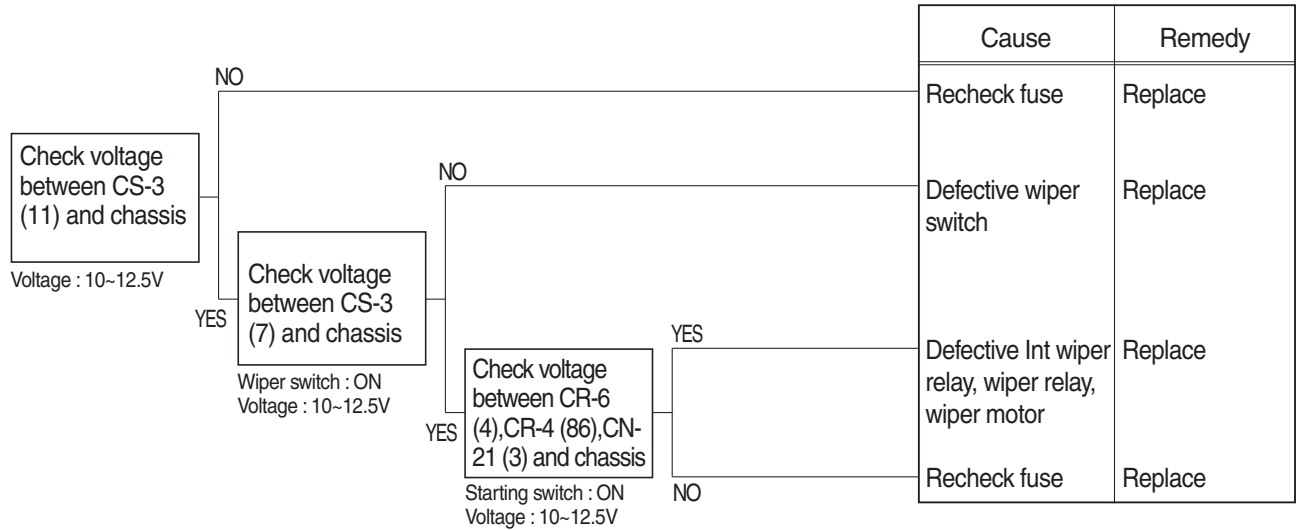 Cause Remedy
NO
Recheck fuse Replace
Check voltage
between CS-3
(11) and chassis
Voltage : 10~12.5V
NO
Defective wiper Replace
switch
YES
Check voltage
between CS-3
(7) and chassis
Wiper switch : ON
Voltage : 10~12.5V
YES
Defective Int wiper Replace
relay, wiper relay,
wiper motor
YES
Check voltage
between CR-6
(4),CR-4 (86),CN-
21 (3) and chassis
Starting switch : ON
Voltage : 10~12.5V
NO
Recheck fuse Replace